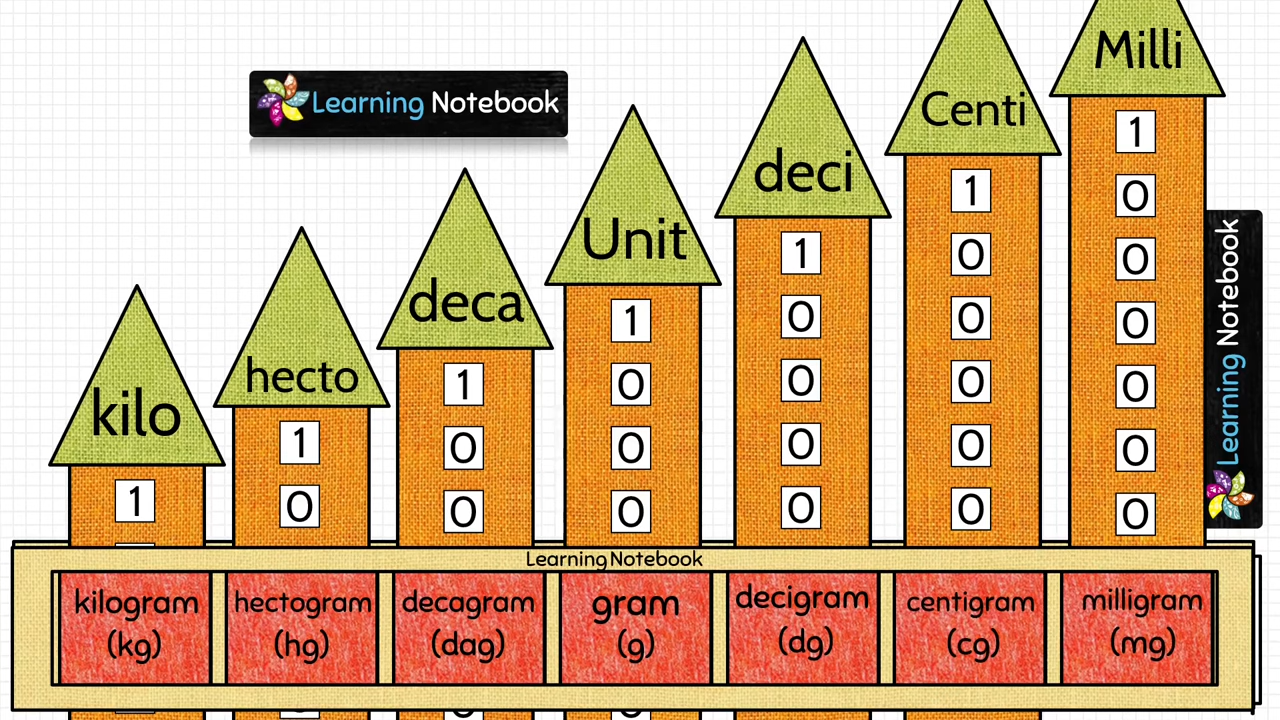 Learning Notebook
kilo
1
hecto
1
0
deca
1
0
0
Unit
1
0
0
0
deci
1
0
0
0
0
Centi
1
0
0
0
0
0
Milli
1
0
0
0
0
0
0
Learning Notebook
Learning Notebook
kilogram
(kg)
hectogram
(hg)
decagram
(dag)
gram
(g)
decigram
(dg)
centigram
(cg)
milligram
(mg)